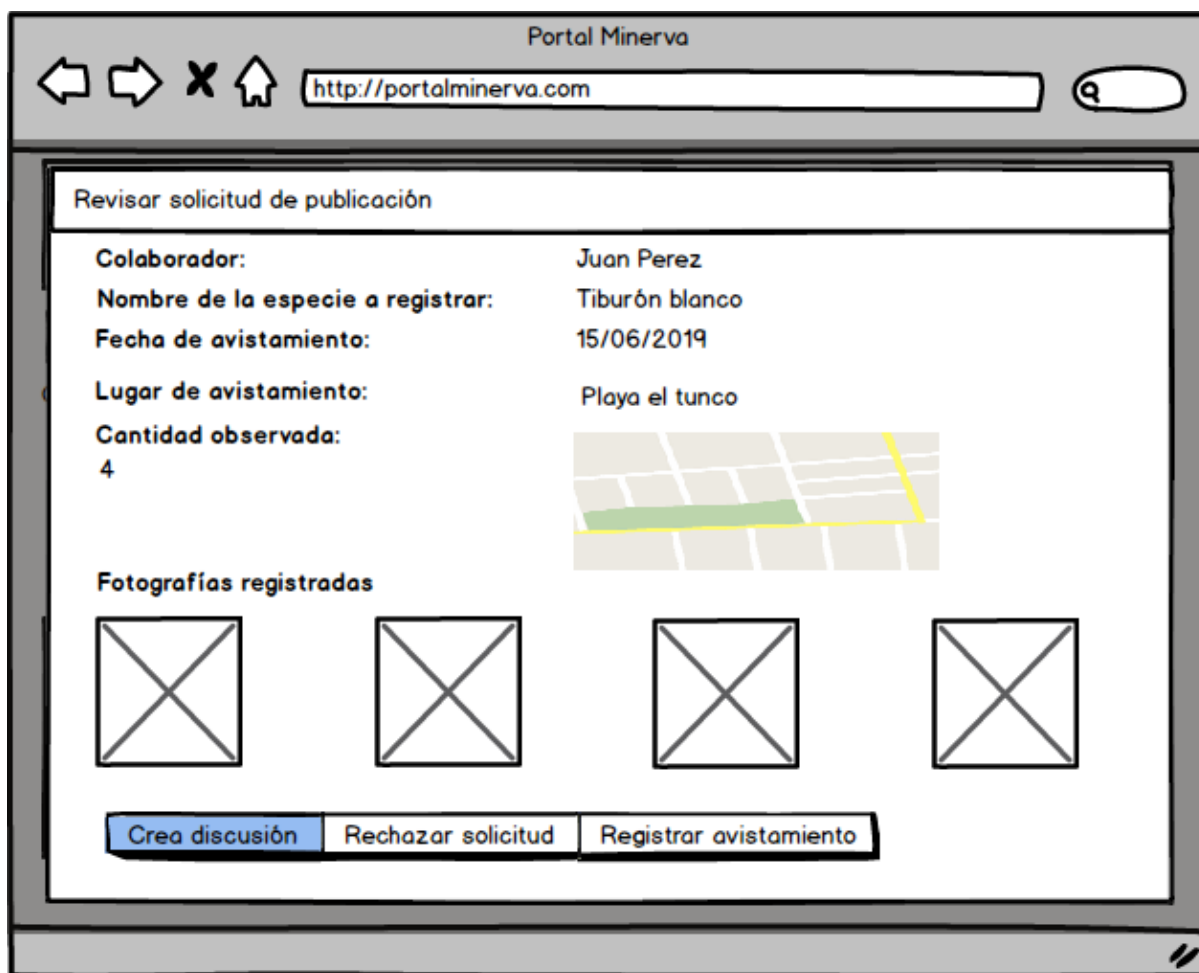 Portal Minerva
http://portalminerva.com
Revisar solicitud de publicación
Colaborador: Juan Perez
Nombre de la especie a registrar: Tiburón blanco
Fecha de avistamiento: 15/06/2019
Lugar de avistamiento: Playa el tunco
Cantidad observada:
4
Fotografías registradas
Crea discusión Rechazar solicitud Registrar avistamiento